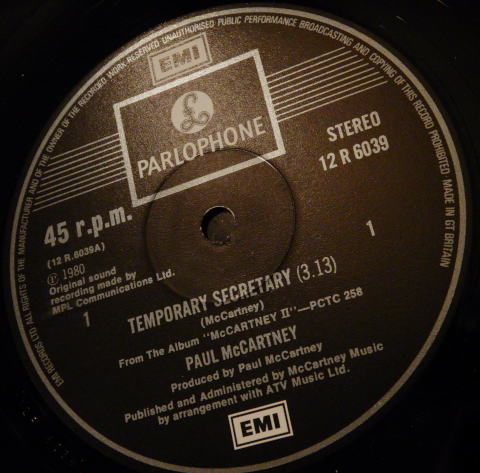 EMI RECORDS LTD ALL RIGHTS OF THE MANUFACTURER AND OF THE OWNER OF THE RECORDED WORK RESERVED UNAUTHORISED PUBLIC PERFORMANCE BROADCASTING AND COPYING OF THIS RECORD PROHIBITED · MADE IN GT BRITAIN
EMI
£
PARLOPHONE
STEREO
12 R 6039
45 r.p.m.
(12 R.6039A)
℗ 1980
Original sound
recording made by
MPL Communications Ltd.
1
1
TEMPORARY SECRETARY (3.13)
(McCartney)
From The Album "McCARTNEY II"—PCTC 258
PAUL McCARTNEY
Produced by Paul McCartney
Published and Administered by McCartney Music
by arrangement with ATV Music Ltd.
EMI